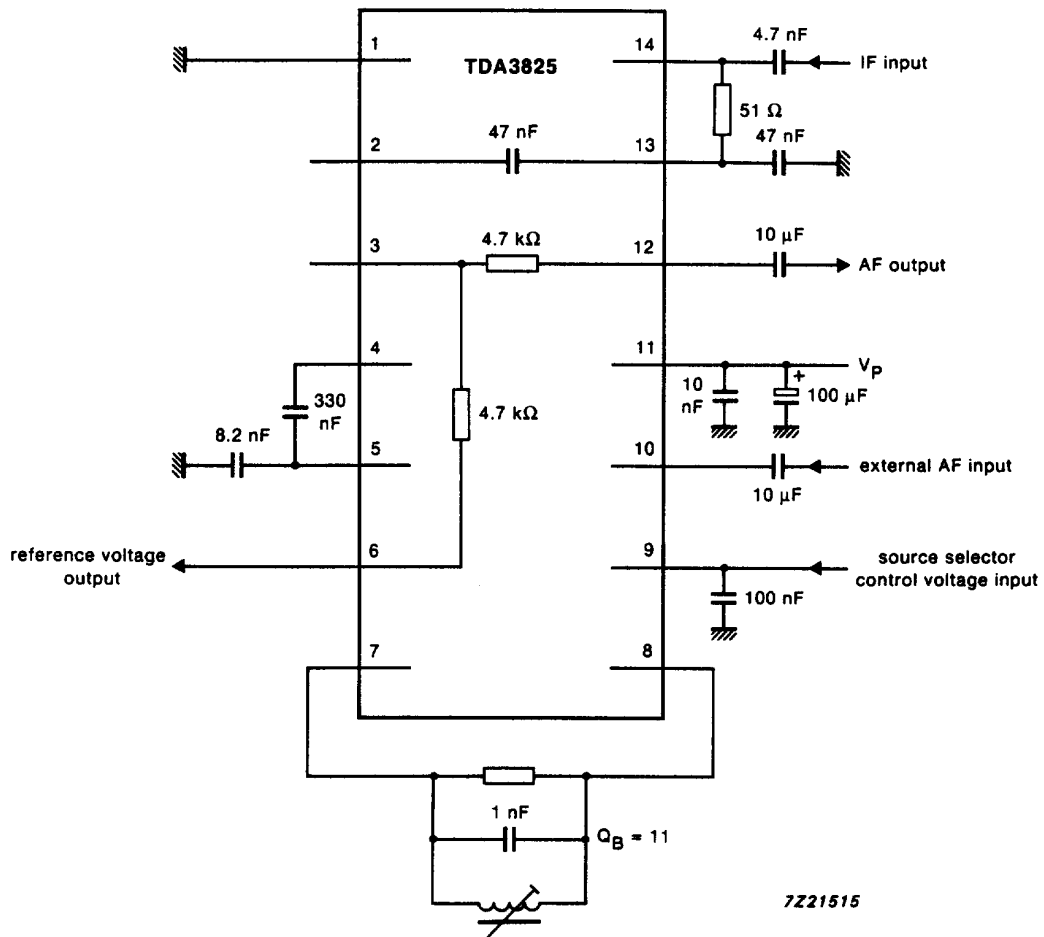 1
14
4.7 nF
TDA3825
IF input
51 Ω
2
47 nF
13
47 nF
3
4.7 kΩ
12
10 µF
AF output
4
11
V_P
330
nF
4.7 kΩ
10
nF
+
100 µF
8.2 nF
5
10
external AF input
10 µF
reference voltage
output
6
9
source selector
control voltage input
100 nF
7
8
1 nF
Q_B = 11
7Z21515